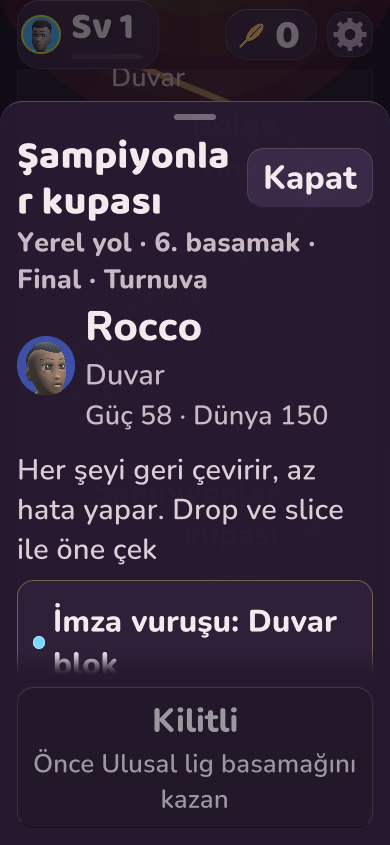 Sv 1
0
Duvar
Şampiyonla
r kupası
Kapat
Yerel yol · 6. basamak ·
Final · Turnuva
Rocco
Duvar
Güç 58 · Dünya 150
Her şeyi geri çevirir, az
hata yapar. Drop ve slice
ile öne çek
İmza vuruşu: Duvar
blok
Kilitli
Önce Ulusal lig basamağını
kazan